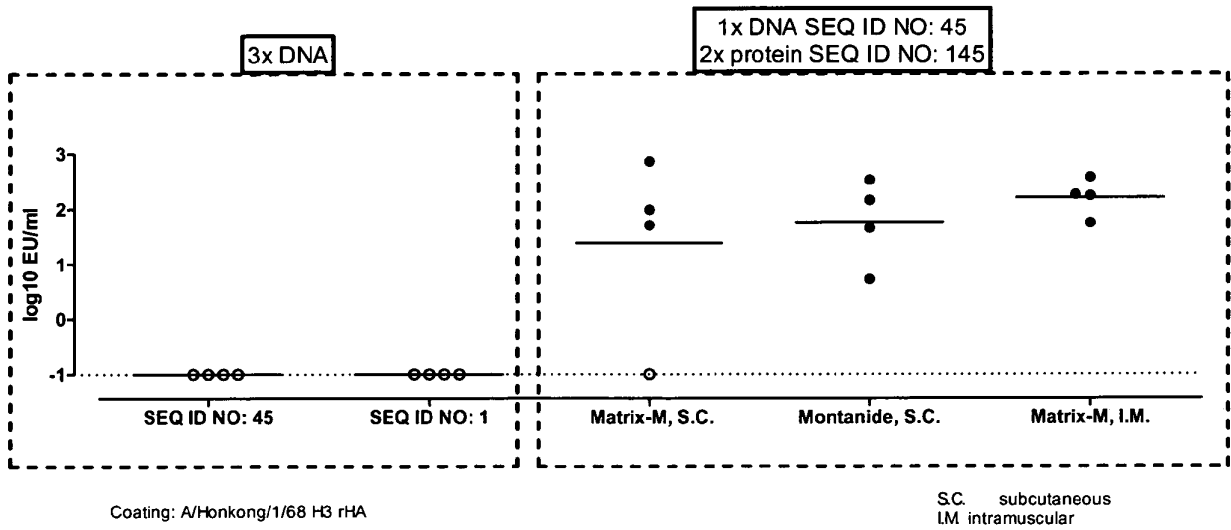 3x DNA
1x DNA SEQ ID NO: 45
2x protein SEQ ID NO: 145
log10 EU/ml
3
2
1
0
-1
SEQ ID NO: 45
SEQ ID NO: 1
Matrix-M, S.C.
Montanide, S.C.
Matrix-M, I.M.
Coating: A/Honkong/1/68 H3 rHA
S.C. subcutaneous
I.M. intramuscular